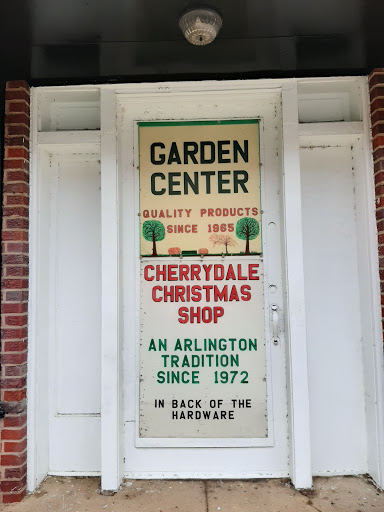 GARDEN
CENTER
QUALITY PRODUCTS
SINCE 1965
CHERRYDALE
CHRISTMAS
SHOP
AN ARLINGTON
TRADITION
SINCE 1972
IN BACK OF THE
HARDWARE